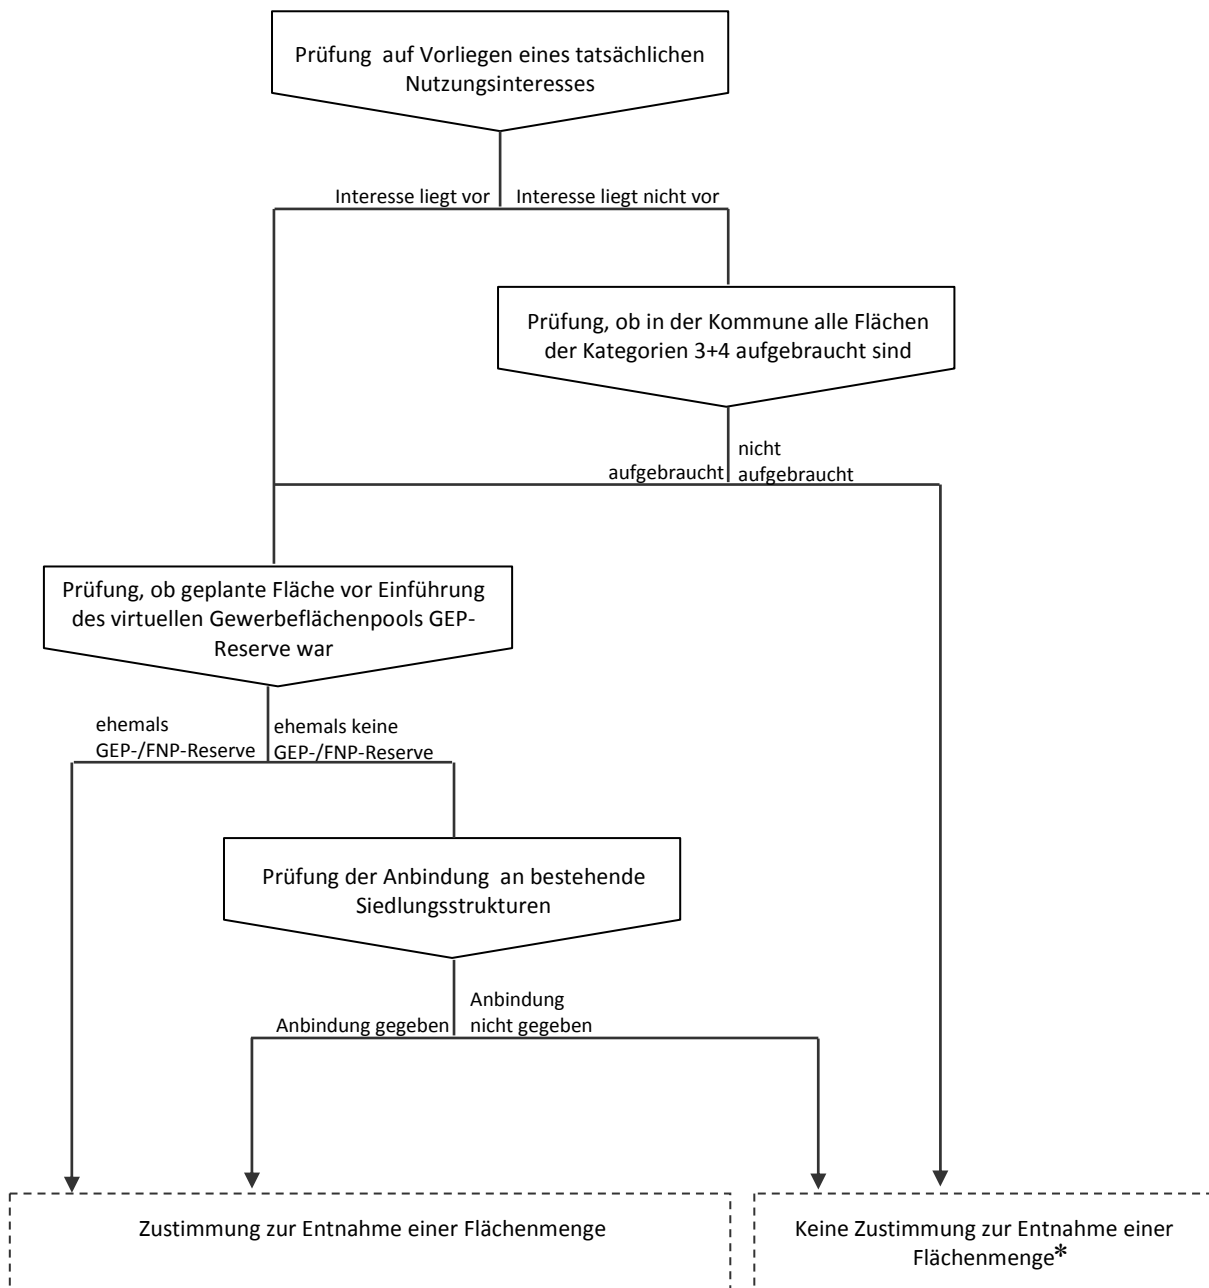 Prüfung auf Vorliegen eines tatsächlichen
Nutzungsinteresses
Interesse liegt vor
Interesse liegt nicht vor
Prüfung, ob in der Kommune alle Flächen
der Kategorien 3+4 aufgebraucht sind
aufgebraucht
nicht
aufgebraucht
Prüfung, ob geplante Fläche vor Einführung
des virtuellen Gewerbeflächenpools GEP-
Reserve war
ehemals
GEP-/FNP-Reserve
ehemals keine
GEP-/FNP-Reserve
Prüfung der Anbindung an bestehende
Siedlungsstrukturen
Anbindung gegeben
Anbindung
nicht gegeben
Zustimmung zur Entnahme einer Flächenmenge
Keine Zustimmung zur Entnahme einer
Flächenmenge*